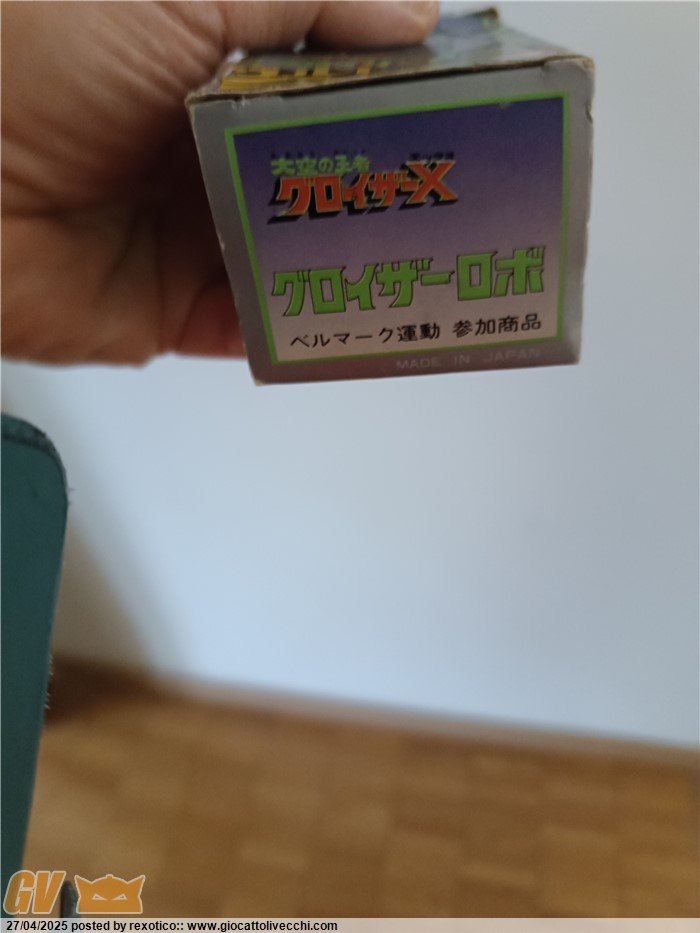 大空の王者
グロイザーX
グロイザーロボ
ベルマーク運動 参加商品
MADE IN JAPAN
GV
27/04/2025 posted by rexotico:: www.giocattolivecchi.com